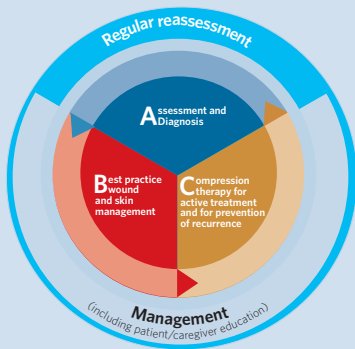 Regular reassessment
Assessment and
Diagnosis
Best practice
wound
and skin
management
Compression
therapy for
active treatment
and for prevention
of recurrence
Management
(including patient/caregiver education)